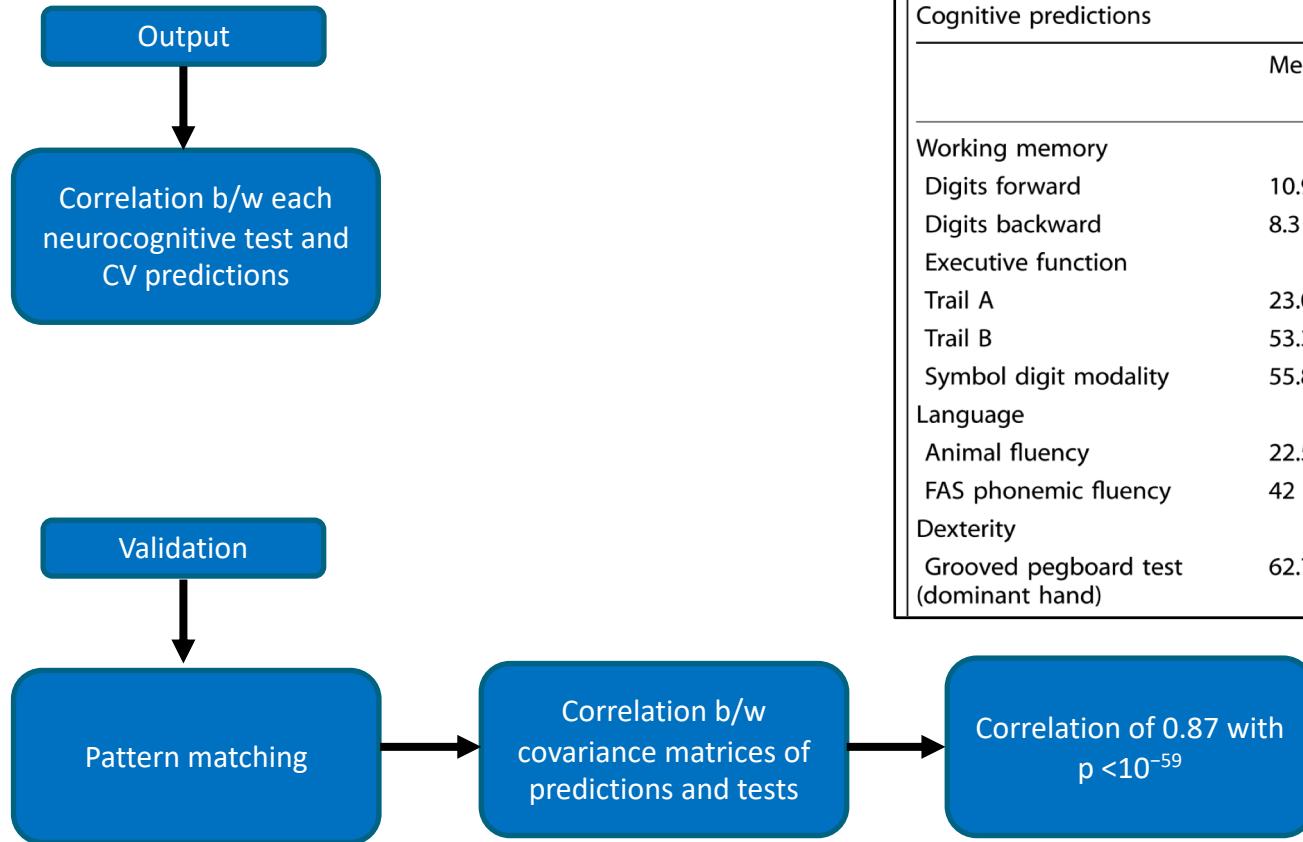 Output
Correlation b/w each
neurocognitive test and
CV predictions
Validation
Pattern matching
Correlation b/w
covariance matrices of
predictions and tests
Correlation of 0.87 with
p <10⁻⁵⁹
Cognitive predictions
Working memory
Digits forward
Digits backward 8.3
Executive function
Trail A
Trail B
Symbol digit modality
Language
Animal fluency
FAS phonemic fluency 42
Dexterity
Grooved pegboard test
(dominant hand)